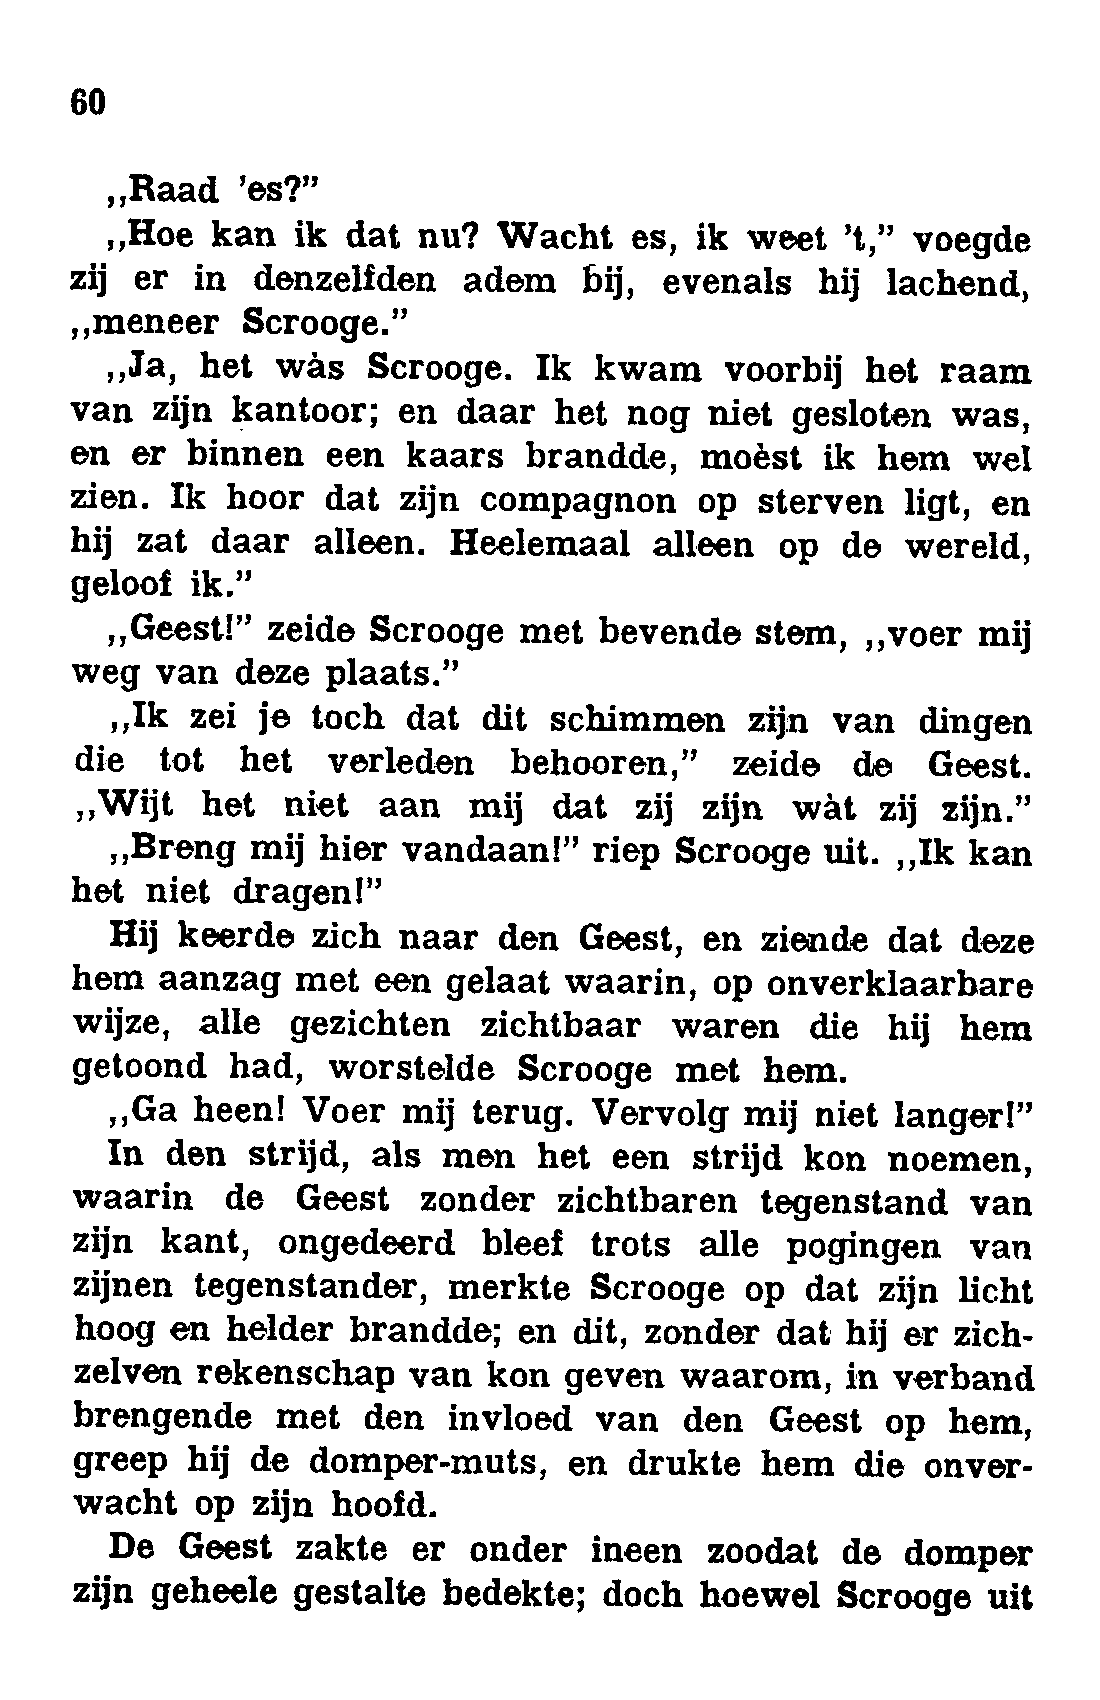 60
,,Raad 'es?"
,,Hoe kan ik dat nu? Wacht es, ik weet 't," voegde
zij er in denzelfden adem bij, evenals hij lachend,
,,meneer Scrooge."
,,Ja, het wàs Scrooge. Ik kwam voorbij het raam
van zijn kantoor; en daar het nog niet gesloten was,
en er binnen een kaars brandde, moèst ik hem wel
zien. Ik hoor dat zijn compagnon op sterven ligt, en
hij zat daar alleen. Heelemaal alleen op de wereld,
geloof ik."
,,Geest!" zeide Scrooge met bevende stem, ,,voer mij
weg van deze plaats."
,,Ik zei je toch dat dit schimmen zijn van dingen
die tot het verleden behooren," zeide de Geest.
,,Wijt het niet aan mij dat zij zijn wàt zij zijn."
,,Breng mij hier vandaan!" riep Scrooge uit. ,,Ik kan
het niet dragen!"
Hij keerde zich naar den Geest, en ziende dat deze
hem aanzag met een gelaat waarin, op onverklaarbare
wijze, alle gezichten zichtbaar waren die hij hem
getoond had, worstelde Scrooge met hem.
,,Ga heen! Voer mij terug. Vervolg mij niet langer!"
In den strijd, als men het een strijd kon noemen,
waarin de Geest zonder zichtbaren tegenstand van
zijn kant, ongedeerd bleef trots alle pogingen van
zijnen tegenstander, merkte Scrooge op dat zijn licht
hoog en helder brandde; en dit, zonder dat hij er zich-
zelven rekenschap van kon geven waarom, in verband
brengende met den invloed van den Geest op hem,
greep hij de domper-muts, en drukte hem die onver-
wacht op zijn hoofd.
De Geest zakte er onder ineen zoodat de domper
zijn geheele gestalte bedekte; doch hoewel Scrooge uit